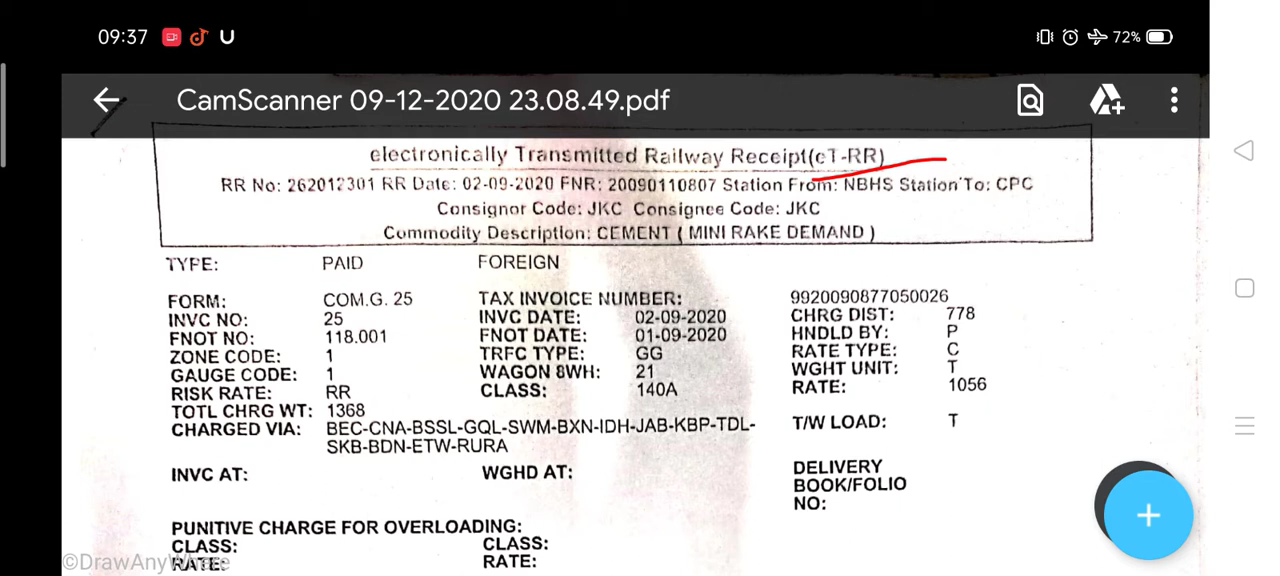 09:37 U 72%
CamScanner 09-12-2020 23.08.49.pdf
electronically Transmitted Railway Receipt(eT-RR)
RR No: 262012301 RR Date: 02-09-2020 FNR: 20090110807 Station From: NBHS Station To: CPC
Consignor Code: JKC Consignee Code: JKC
Commodity Description: CEMENT ( MINI RAKE DEMAND )
TYPE: PAID FOREIGN
FORM: COM.G. 25 TAX INVOICE NUMBER: 9920090877050026
INVC NO: 25 INVC DATE: 02-09-2020 CHRG DIST: 778
FNOT NO: 118.001 FNOT DATE: 01-09-2020 HNDLD BY: P
ZONE CODE: 1 TRFC TYPE: GG RATE TYPE: C
GAUGE CODE: 1 WAGON 8WH: 21 WGHT UNIT: T
RISK RATE: RR CLASS: 140A RATE: 1056
TOTL CHRG WT: 1368
CHARGED VIA: BEC-CNA-BSSL-GQL-SWM-BXN-IDH-JAB-KBP-TDL- T/W LOAD: T
SKB-BDN-ETW-RURA
INVC AT: WGHD AT: DELIVERY
BOOK/FOLIO
NO:
PUNITIVE CHARGE FOR OVERLOADING:
CLASS: CLASS:
RATE: RATE:
©DrawAnyWhere